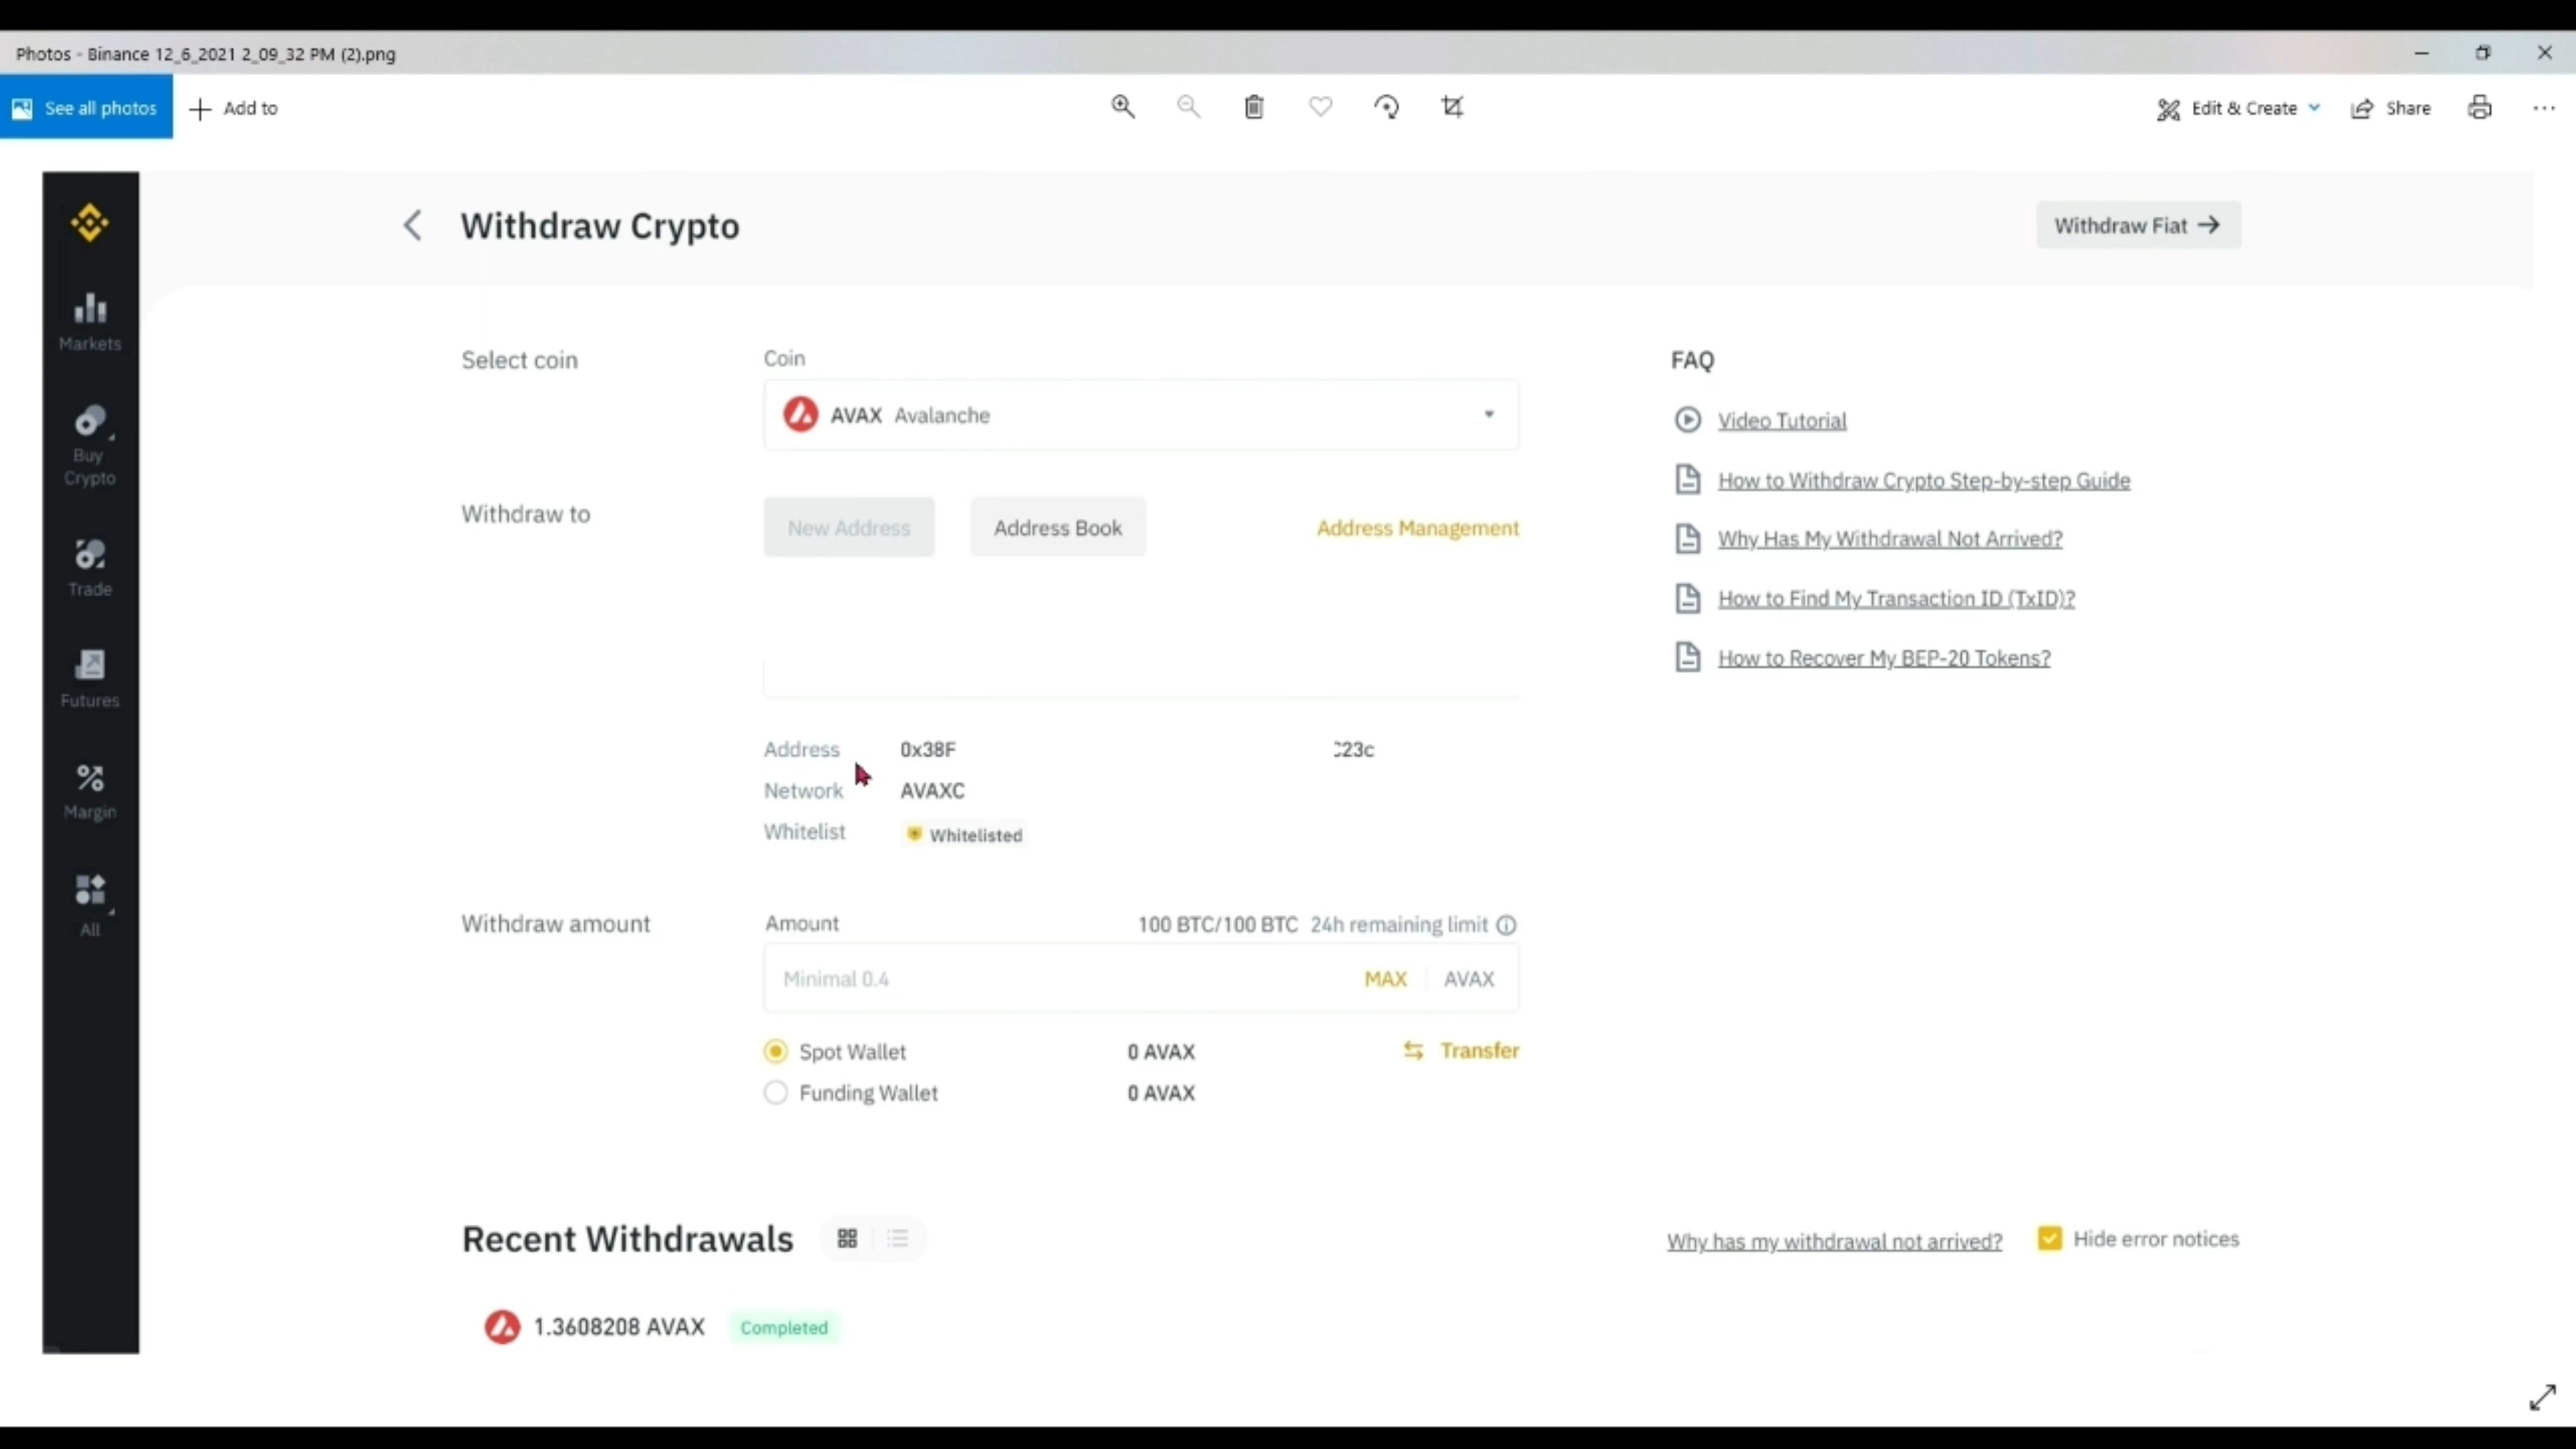 Photos - Binance 12_6_2021 2_09_32 PM (2).png
See all photos
Add to
Edit & Create
Share
Withdraw Crypto
Withdraw Fiat
Markets
Buy
Crypto
Trade
Futures
Margin
All
Select coin
Coin
AVAX Avalanche
Withdraw to
New Address
Address Book
Address Management
Address 0x38F 23c
Network AVAXC
Whitelist Whitelisted
Withdraw amount
Amount
100 BTC/100 BTC 24h remaining limit
Minimal 0.4
MAX
AVAX
Spot Wallet 0 AVAX
Transfer
Funding Wallet 0 AVAX
FAQ
Video Tutorial
How to Withdraw Crypto Step-by-step Guide
Why Has My Withdrawal Not Arrived?
How to Find My Transaction ID (TxID)?
How to Recover My BEP-20 Tokens?
Recent Withdrawals
Why has my withdrawal not arrived?
Hide error notices
1.3608208 AVAX Completed